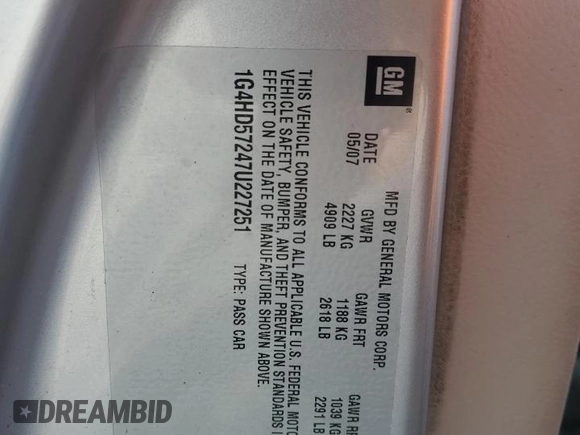 GM
MFD BY GENERAL MOTORS CORP.
DATE GVWR GAWR FRT GAWR
05/07 2227 KG 1188 KG 1039 KG
4909 LB 2618 LB 2291 LB
THIS VEHICLE CONFORMS TO ALL APPLICABLE U.S. FEDERAL
VEHICLE SAFETY, BUMPER, AND THEFT PREVENTION STANDARDS
EFFECT ON THE DATE OF MANUFACTURE SHOWN ABOVE.
1G4HD57247U227251 TYPE: PASS CAR
DREAMBID